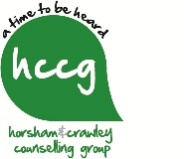 a time to be heard
hccg
horsham & crawley
counselling group